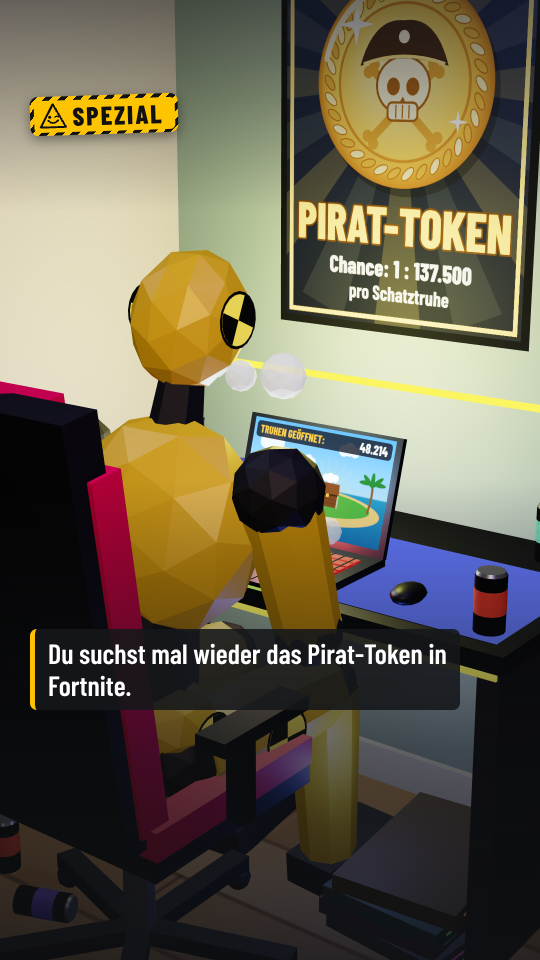 SPEZIAL
PIRAT-TOKEN
Chance: 1 : 137.500
pro Schatztruhe
TRUHEN GEÖFFNET: 48.214
Du suchst mal wieder das Pirat-Token in
Fortnite.